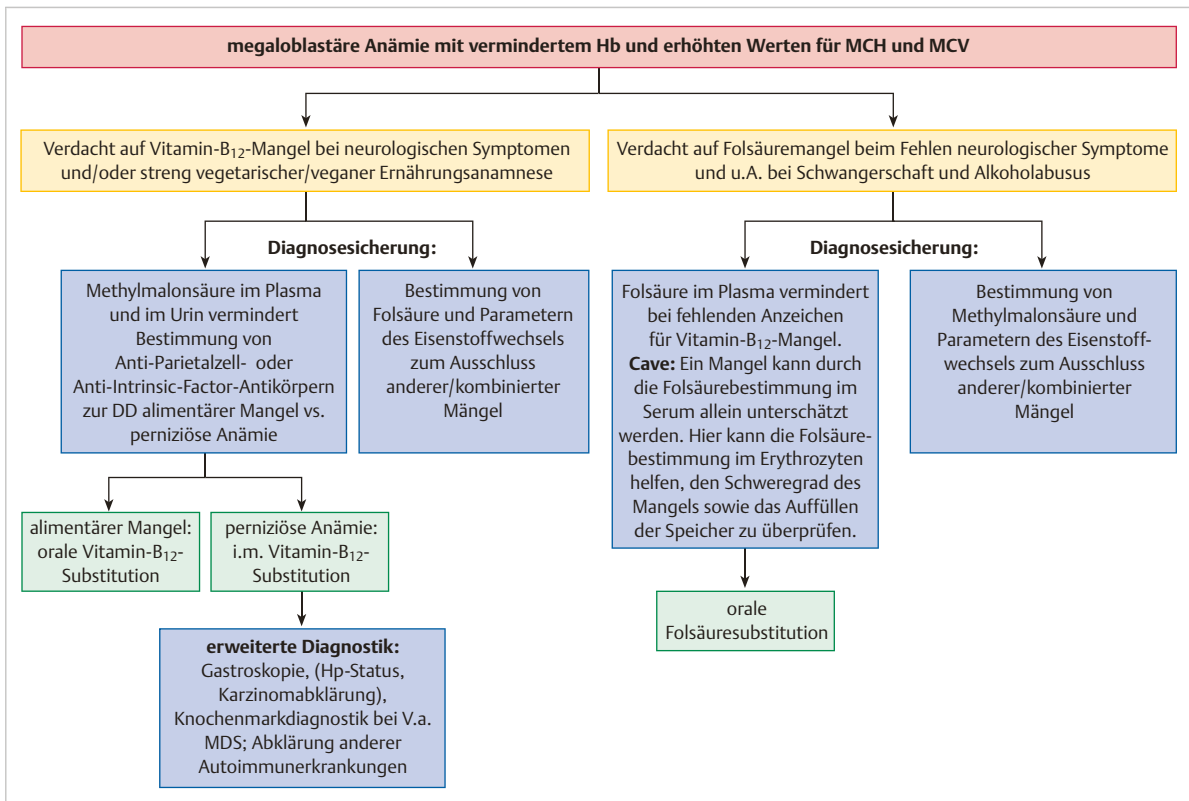 megaloblastäre Anämie mit vermindertem Hb und erhöhten Werten für MCH und MCV
Verdacht auf Vitamin-B₁₂-Mangel bei neurologischen Symptomen
und/oder streng vegetarischer/veganer Ernährungsanamnese
Verdacht auf Folsäuremangel beim Fehlen neurologischer Symptome
und u.A. bei Schwangerschaft und Alkoholabusus
Diagnosesicherung:
Methylmalonsäure im Plasma
und im Urin vermindert
Bestimmung von
Anti-Parietalzell- oder
Anti-Intrinsic-Factor-Antikörpern
zur DD alimentärer Mangel vs.
perniziöse Anämie
Bestimmung von
Folsäure und Parametern
des Eisenstoffwechsels
zum Ausschluss
anderer/kombinierter
Mängel
Diagnosesicherung:
Folsäure im Plasma vermindert
bei fehlenden Anzeichen
für Vitamin-B₁₂-Mangel.
Cave: Ein Mangel kann durch
die Folsäurebestimmung im
Serum allein unterschätzt
werden. Hier kann die Folsäure-
bestimmung im Erythrozyten
helfen, den Schweregrad des
Mangels sowie das Auffüllen
der Speicher zu überprüfen.
Bestimmung von
Methylmalonsäure und
Parametern des Eisenstoff-
wechsels zum Ausschluss
anderer/kombinierter
Mängel
alimentärer Mangel:
orale Vitamin-B₁₂-
Substitution
perniziöse Anämie:
i.m. Vitamin-B₁₂-
Substitution
orale
Folsäuresubstitution
erweiterte Diagnostik:
Gastroskopie, (Hp-Status,
Karzinomabklärung),
Knochenmarkdiagnostik bei V.a.
MDS; Abklärung anderer
Autoimmunerkrankungen